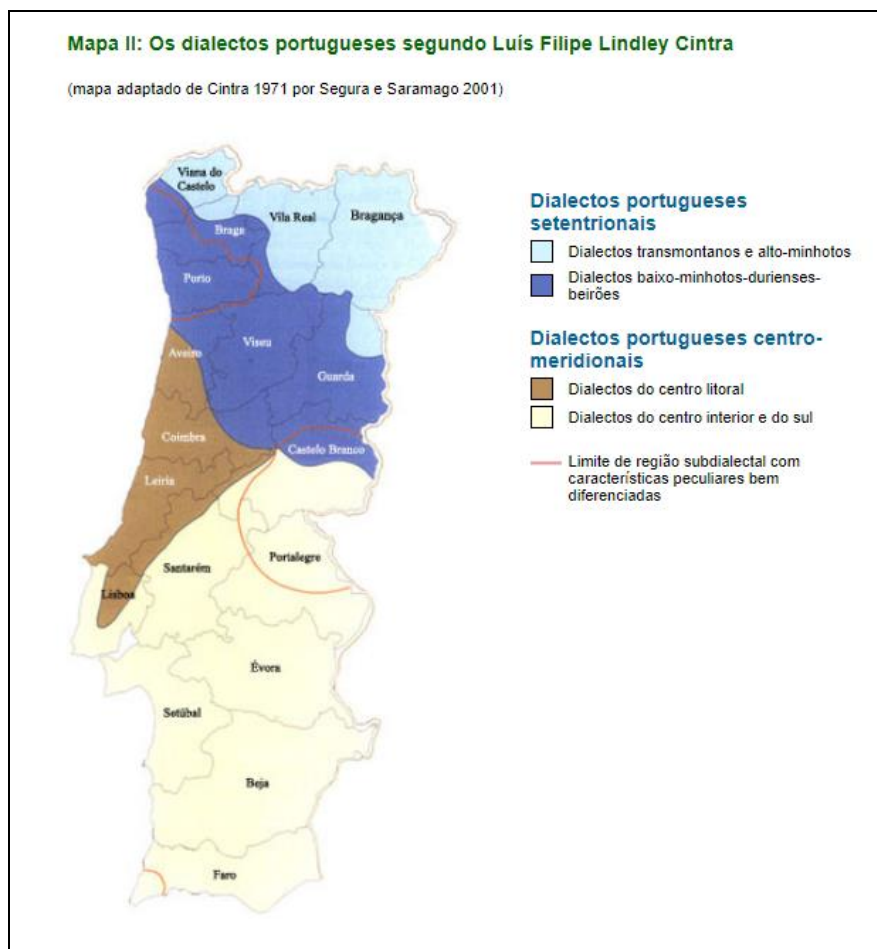 Mapa II: Os dialectos portugueses segundo Luís Filipe Lindley Cintra
(mapa adaptado de Cintra 1971 por Segura e Saramago 2001)
Viana do
Castelo
Vila Real
Bragança
Braga
Porto
Viseu
Aveiro
Guarda
Coimbra
Castelo Branco
Leiria
Portalegre
Santarém
Lisboa
Évora
Setúbal
Beja
Faro
Dialectos portugueses
setentrionais
Dialectos transmontanos e alto-minhotos
Dialectos baixo-minhotos-durienses-
beirões
Dialectos portugueses centro-
meridionais
Dialectos do centro litoral
Dialectos do centro interior e do sul
Limite de região subdialectal com
características peculiares bem
diferenciadas